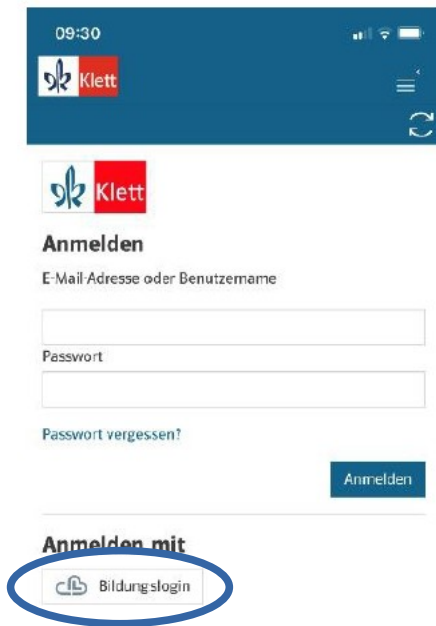 09:30
Klett
Klett
Anmelden
E-Mail-Adresse oder Benutzername
Passwort
Passwort vergessen?
Anmelden
Anmelden mit
Bildungslogin